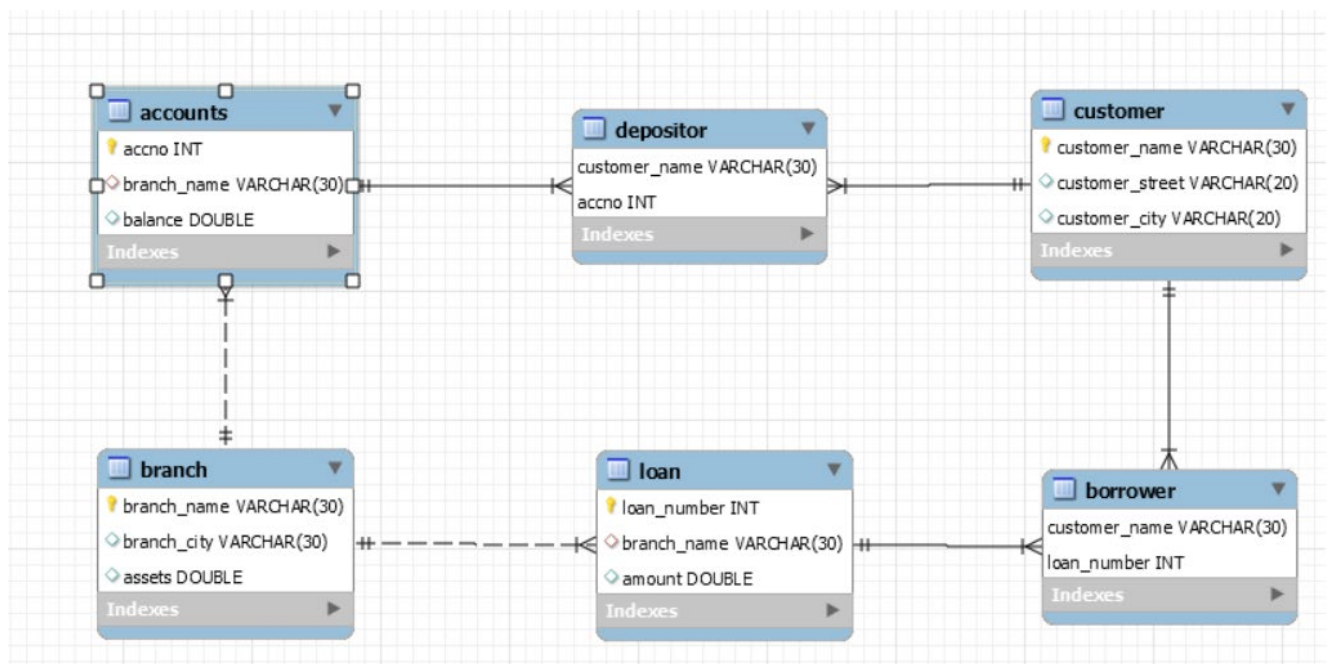 accounts
accno INT
branch_name VARCHAR(30)
balance DOUBLE
Indexes
depositor
customer_name VARCHAR(30)
accno INT
Indexes
customer
customer_name VARCHAR(30)
customer_street VARCHAR(20)
customer_city VARCHAR(20)
Indexes
branch
branch_name VARCHAR(30)
branch_city VARCHAR(30)
assets DOUBLE
Indexes
loan
loan_number INT
branch_name VARCHAR(30)
amount DOUBLE
Indexes
borrower
customer_name VARCHAR(30)
loan_number INT
Indexes